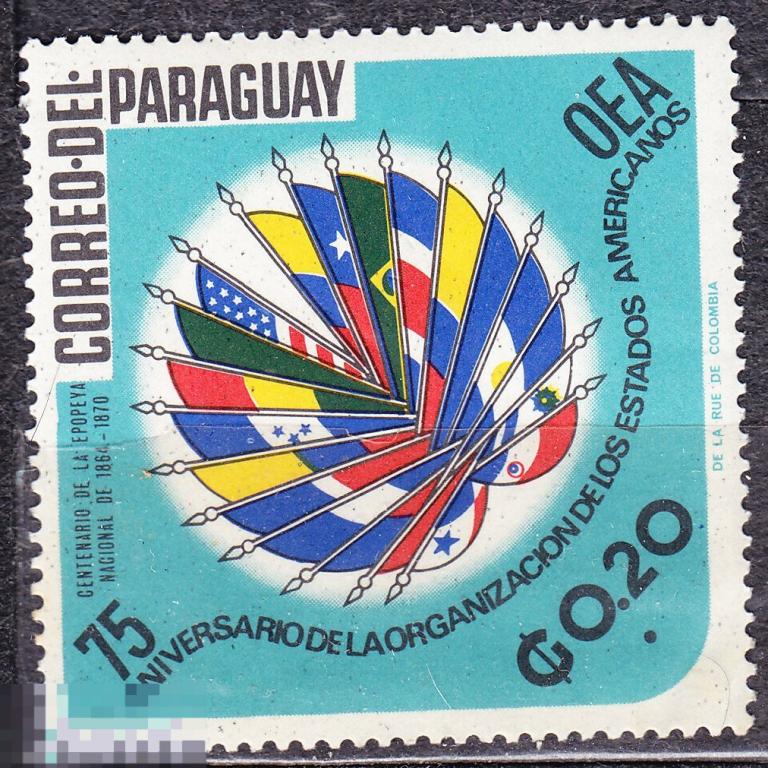 CORREO·DEL·
PARAGUAY
OEA
75 ANIVERSARIO DE LA ORGANIZACION DE LOS ESTADOS AMERICANOS
CENTENARIO DE LA EPOPEYA
NACIONAL DE 1864-1870
₲0.20
DE LA RUE DE COLOMBIA